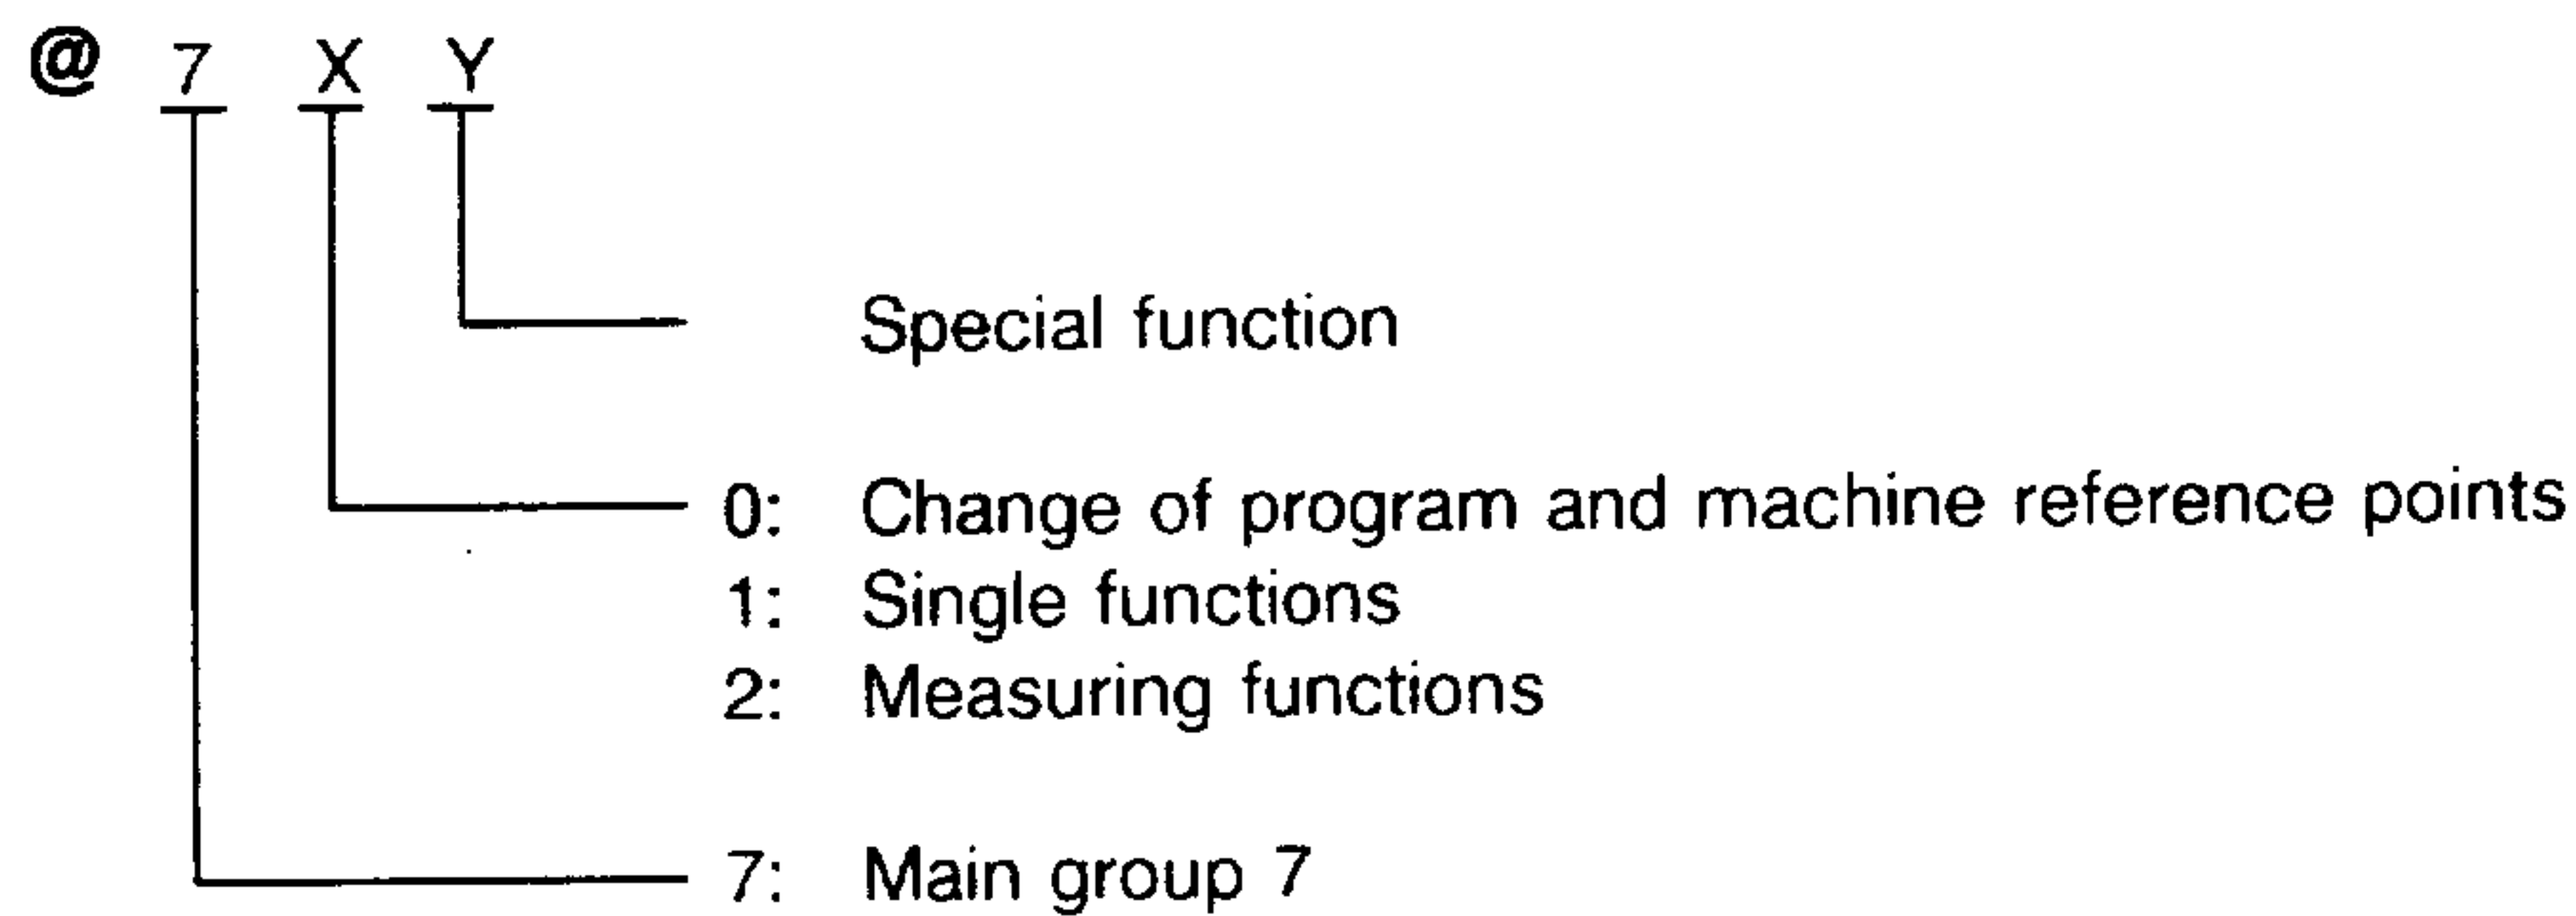 @ 7 X Y
Special function
0: Change of program and machine reference points
1: Single functions
2: Measuring functions
7: Main group 7